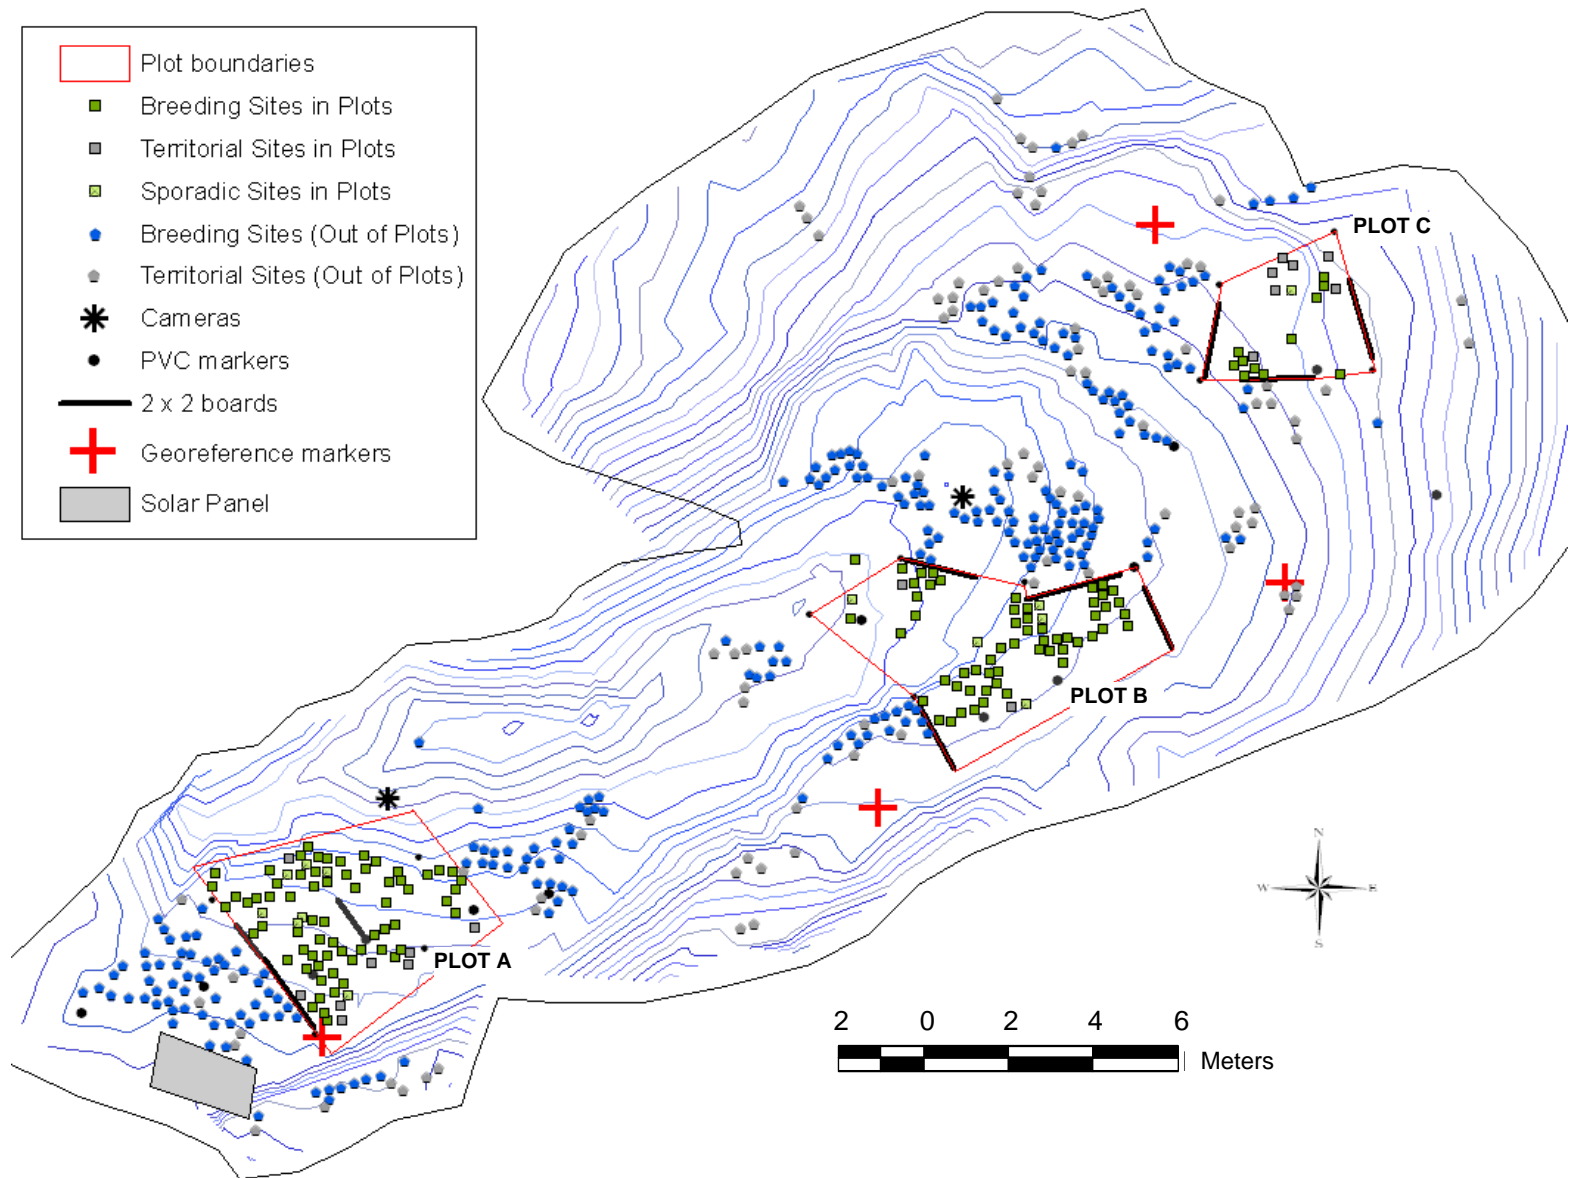 Plot boundaries
Breeding Sites in Plots
Territorial Sites in Plots
Sporadic Sites in Plots
Breeding Sites (Out of Plots)
Territorial Sites (Out of Plots)
Cameras
PVC markers
2 x 2 boards
Georeference markers
Solar Panel
PLOT C
PLOT B
PLOT A
N
W E
S
2 0 2 4 6
Meters